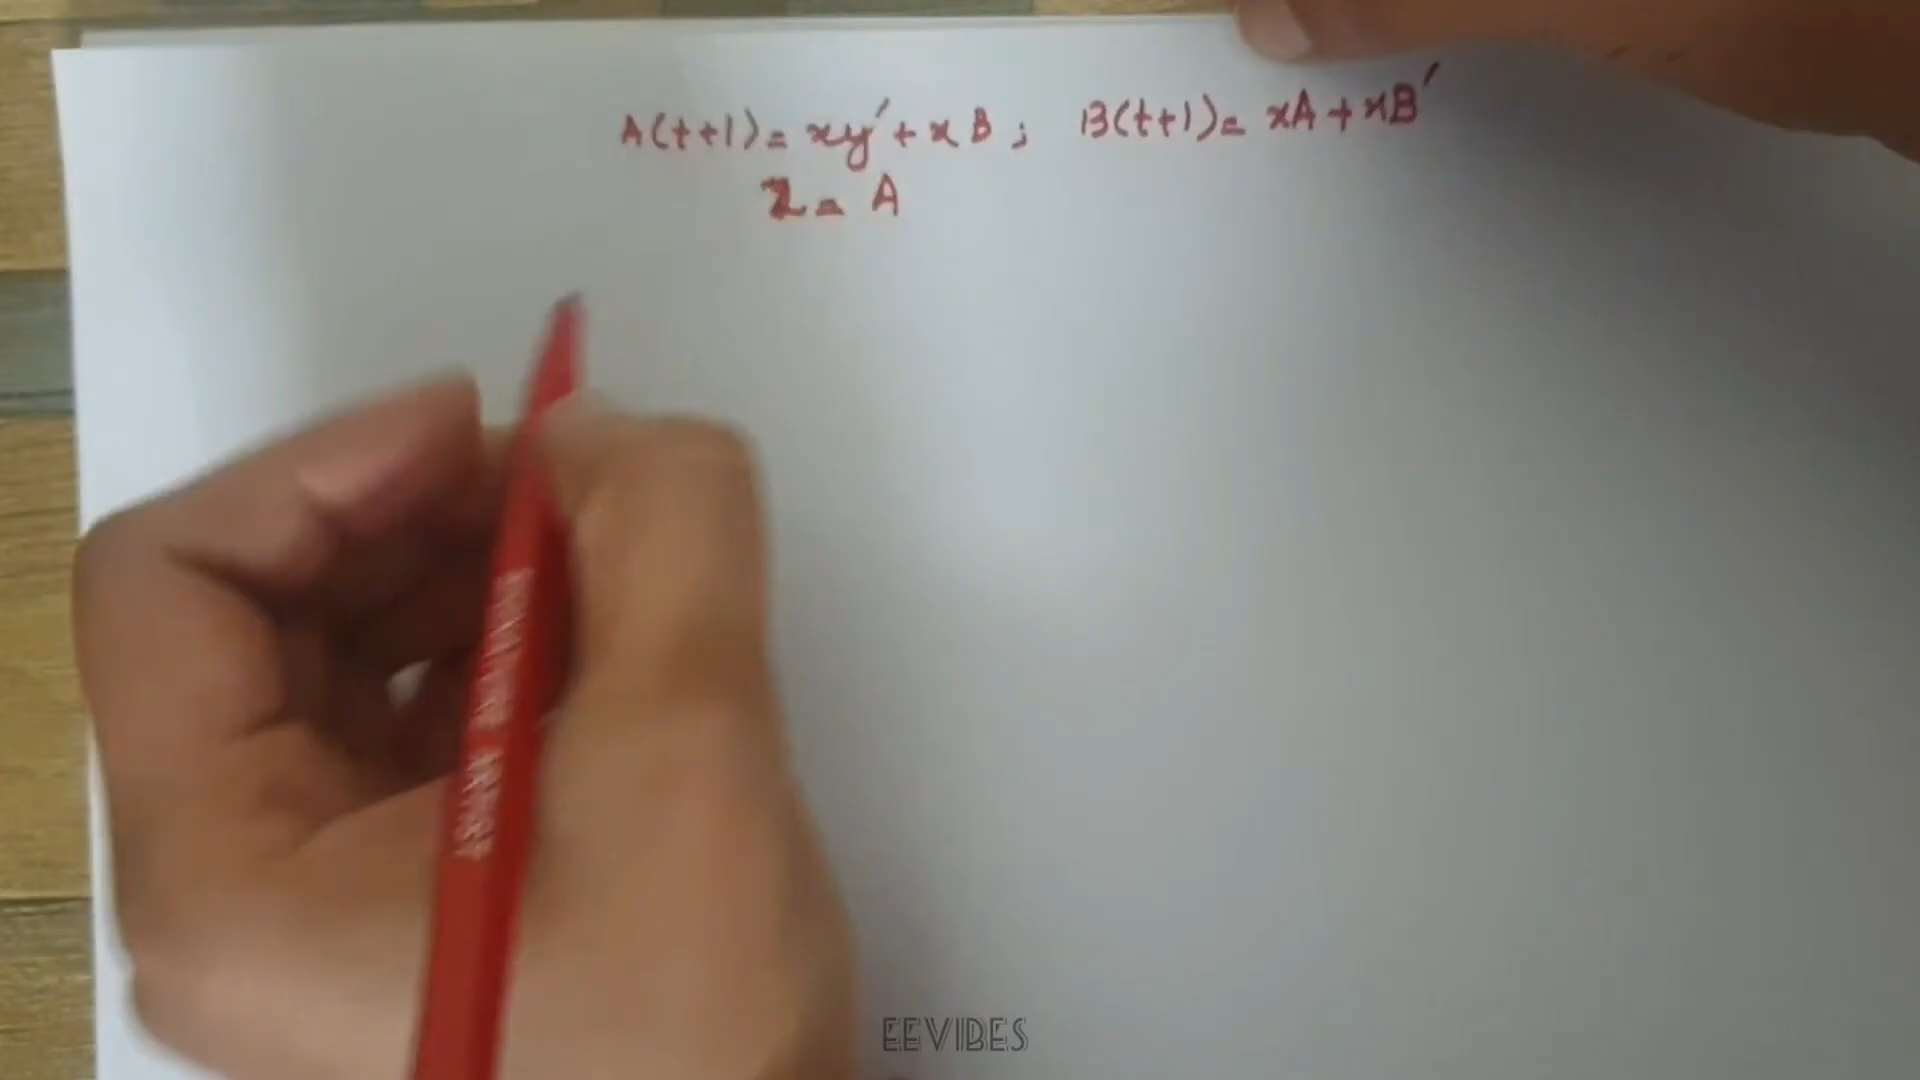 A(t+1)= xy′+xB ; B(t+1)= xA+xB′
z= A
EEVIBES